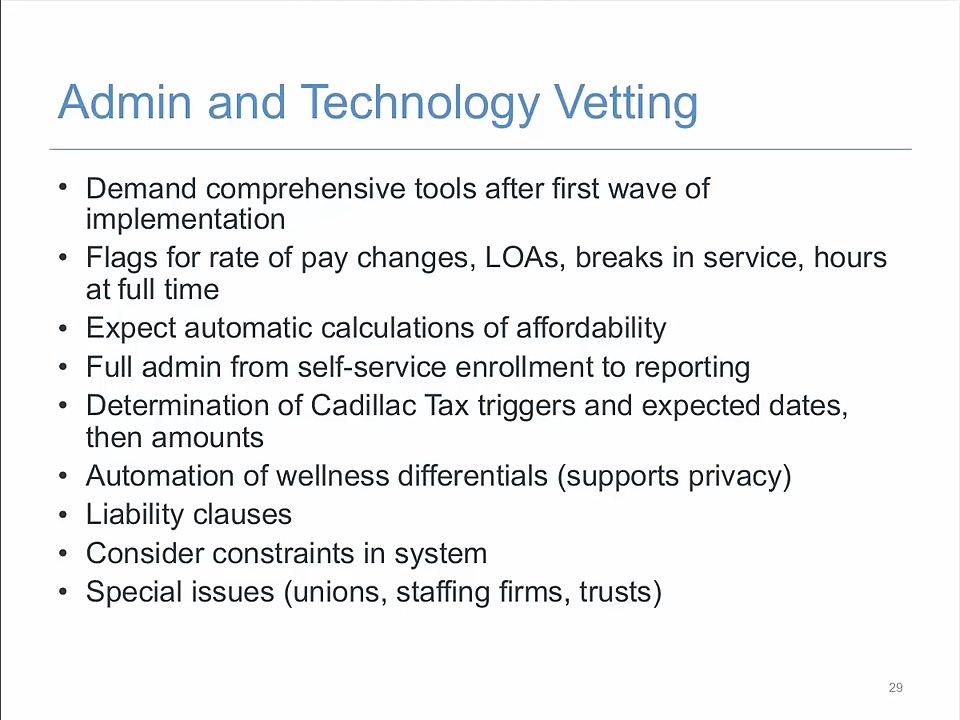 Admin and Technology Vetting
• Demand comprehensive tools after first wave of
implementation
• Flags for rate of pay changes, LOAs, breaks in service, hours
at full time
• Expect automatic calculations of affordability
• Full admin from self-service enrollment to reporting
• Determination of Cadillac Tax triggers and expected dates,
then amounts
• Automation of wellness differentials (supports privacy)
• Liability clauses
• Consider constraints in system
• Special issues (unions, staffing firms, trusts)
29